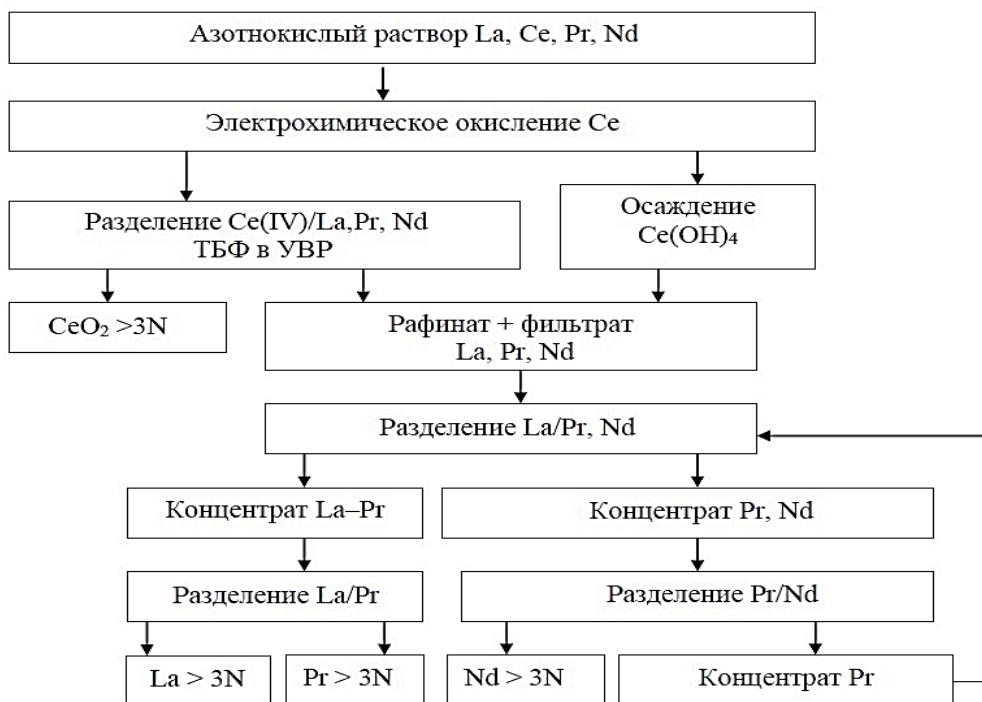 Азотнокислый раствор La, Ce, Pr, Nd
Электрохимическое окисление Ce
Разделение Ce(IV)/La,Pr, Nd
ТБФ в УВР
Осаждение
Ce(OH)₄
CeO₂ >3N
Рафинат + фильтрат
La, Pr, Nd
Разделение La/Pr, Nd
Концентрат La–Pr
Концентрат Pr, Nd
Разделение La/Pr
Разделение Pr/Nd
La > 3N
Pr > 3N
Nd > 3N
Концентрат Pr